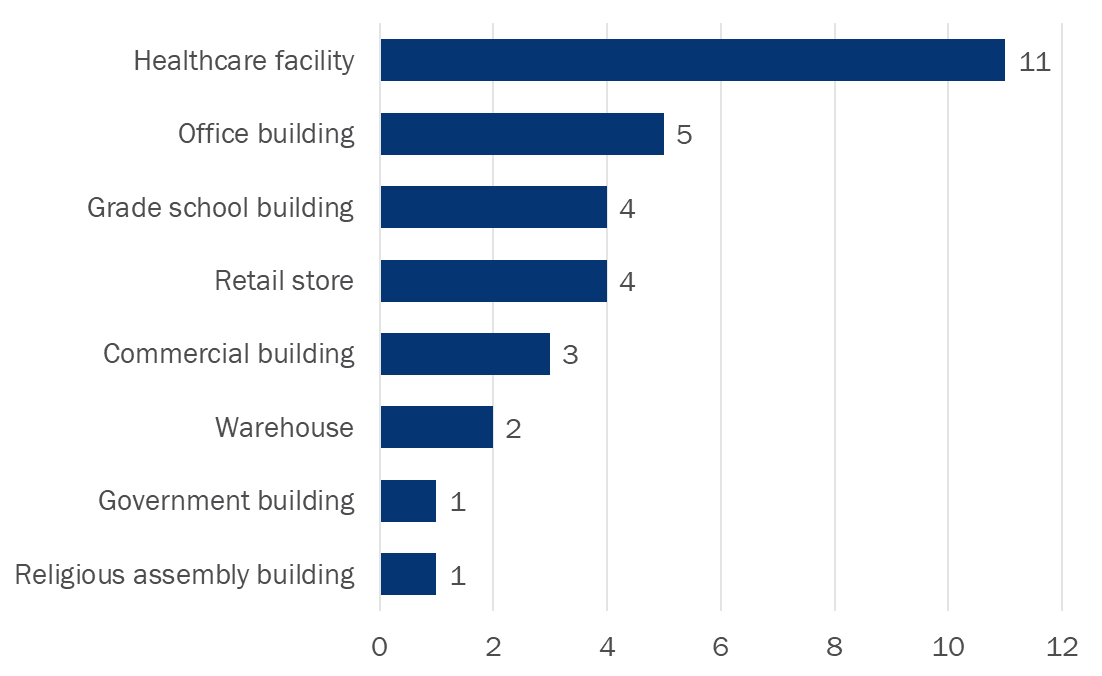 Healthcare facility 11
Office building 5
Grade school building 4
Retail store 4
Commercial building 3
Warehouse 2
Government building 1
Religious assembly building 1
0 2 4 6 8 10 12